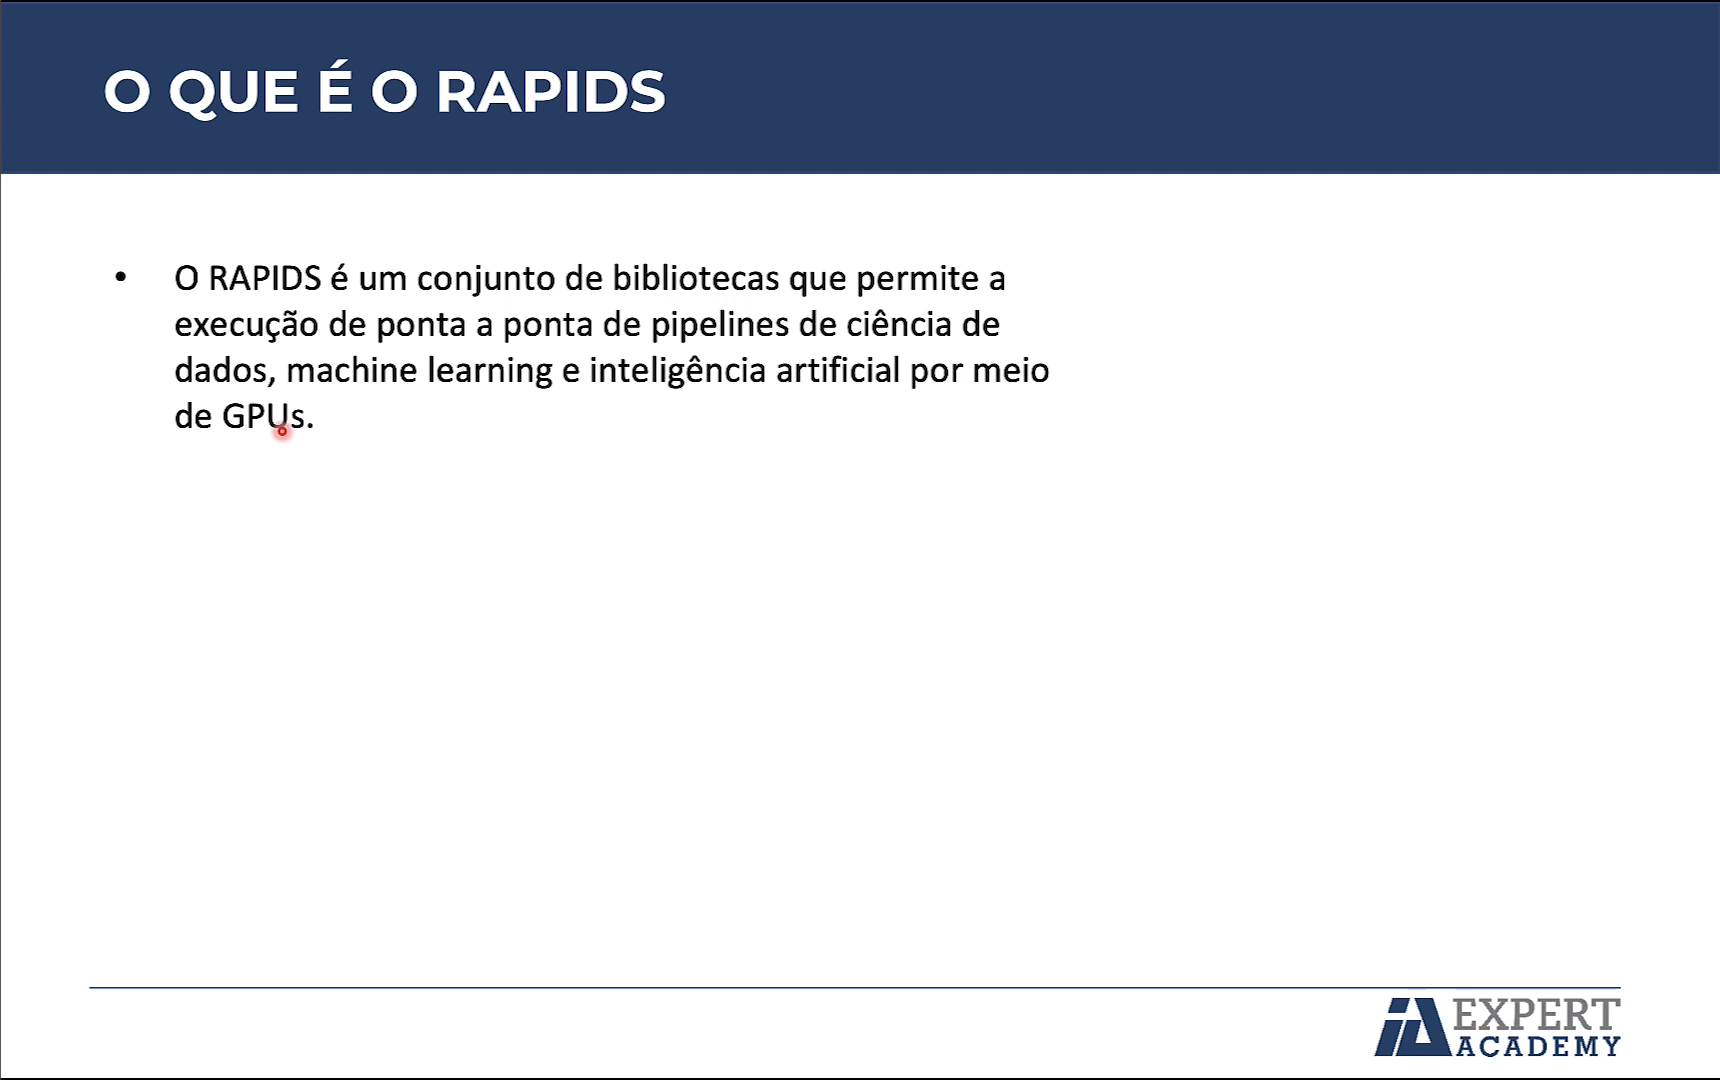 O QUE É O RAPIDS
• O RAPIDS é um conjunto de bibliotecas que permite a
execução de ponta a ponta de pipelines de ciência de
dados, machine learning e inteligência artificial por meio
de GPUs.
IA EXPERT
ACADEMY